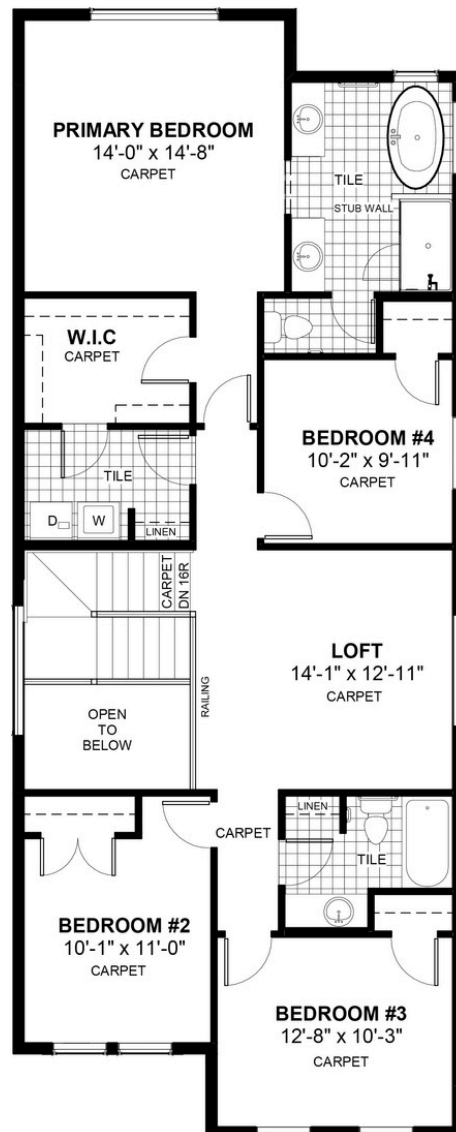 PRIMARY BEDROOM
14'-0" x 14'-8"
CARPET
TILE
STUB WALL
W.I.C
CARPET
BEDROOM #4
10'-2" x 9'-11"
CARPET
TILE
D
W
LINEN
CARPET
DN 16R
LOFT
14'-1" x 12'-11"
CARPET
RAILING
OPEN
TO
BELOW
LINEN
CARPET
TILE
BEDROOM #2
10'-1" x 11'-0"
CARPET
BEDROOM #3
12'-8" x 10'-3"
CARPET